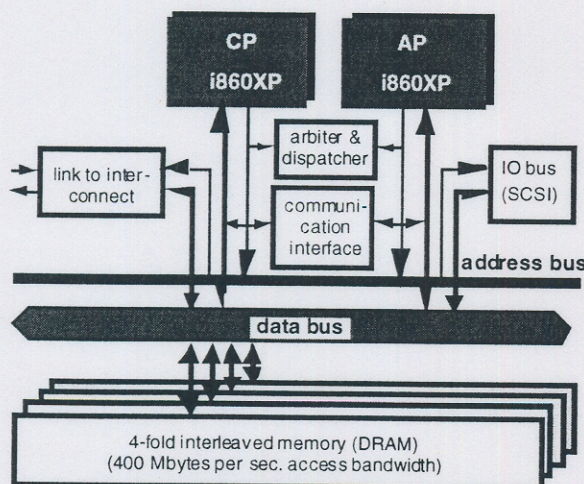 CP
i860XP
AP
i860XP
arbiter &
dispatcher
link to inter-
connect
IO bus
(SCSI)
communi-
cation
interface
address bus
data bus
4-fold interleaved memory (DRAM)
(400 Mbytes per sec. access bandwidth)